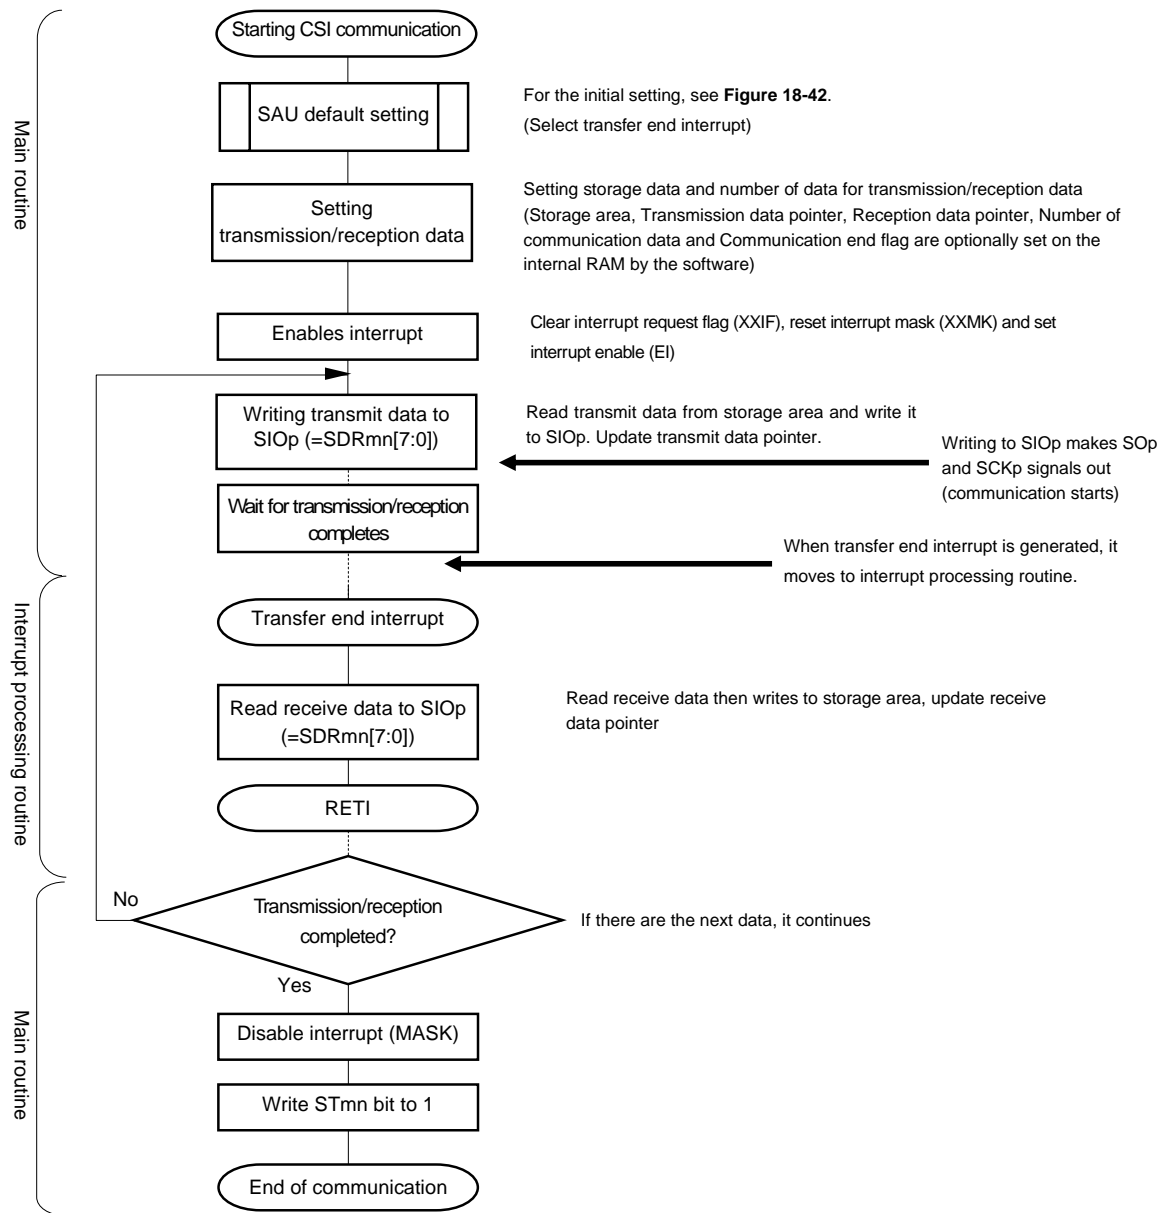 Starting CSI communication
SAU default setting
For the initial setting, see Figure 18-42.
(Select transfer end interrupt)
Main routine
Setting
transmission/reception data
Setting storage data and number of data for transmission/reception data
(Storage area, Transmission data pointer, Reception data pointer, Number of
communication data and Communication end flag are optionally set on the
internal RAM by the software)
Enables interrupt
Clear interrupt request flag (XXIF), reset interrupt mask (XXMK) and set
interrupt enable (EI)
Writing transmit data to
SIOp (=SDRmn[7:0])
Read transmit data from storage area and write it
to SIOp. Update transmit data pointer.
Writing to SIOp makes SOp
and SCKp signals out
(communication starts)
Wait for transmission/reception
completes
When transfer end interrupt is generated, it
moves to interrupt processing routine.
Interrupt processing routine
Transfer end interrupt
Read receive data to SIOp
(=SDRmn[7:0])
Read receive data then writes to storage area, update receive
data pointer
RETI
No
Transmission/reception
completed?
If there are the next data, it continues
Yes
Main routine
Disable interrupt (MASK)
Write STmn bit to 1
End of communication